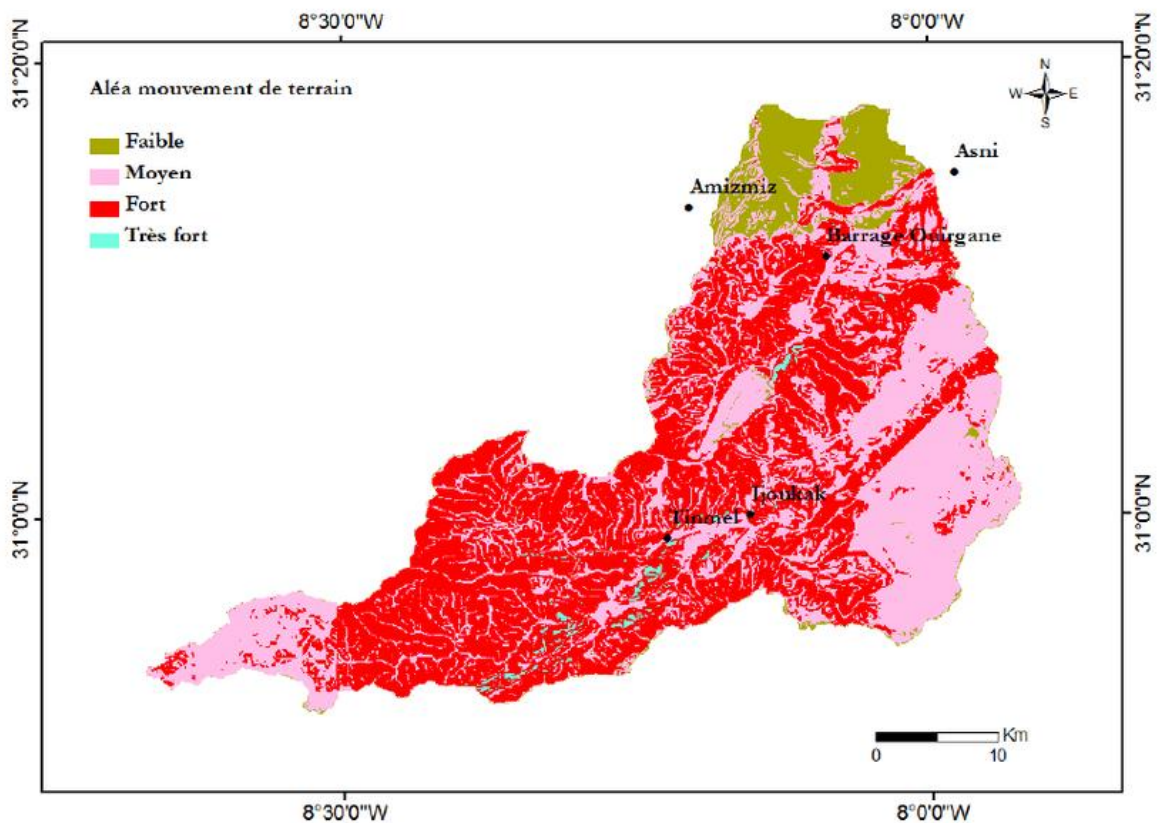 8°30'0"W
8°0'0"W
31°20'0"N
31°20'0"N
Aléa mouvement de terrain
N
W
E
S
Faible
Moyen
Fort
Très fort
Asni
Amizmiz
Barrage Ouirgane
Ijoukak
Tinmel
31°0'0"N
31°0'0"N
Km
0
10
8°30'0"W
8°0'0"W